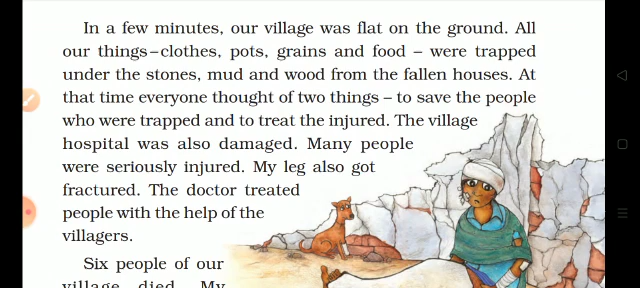 In a few minutes, our village was flat on the ground. All
our things–clothes, pots, grains and food – were trapped
under the stones, mud and wood from the fallen houses. At
that time everyone thought of two things – to save the people
who were trapped and to treat the injured. The village
hospital was also damaged. Many people
were seriously injured. My leg also got
fractured. The doctor treated
people with the help of the
villagers.
Six people of our
village died. My